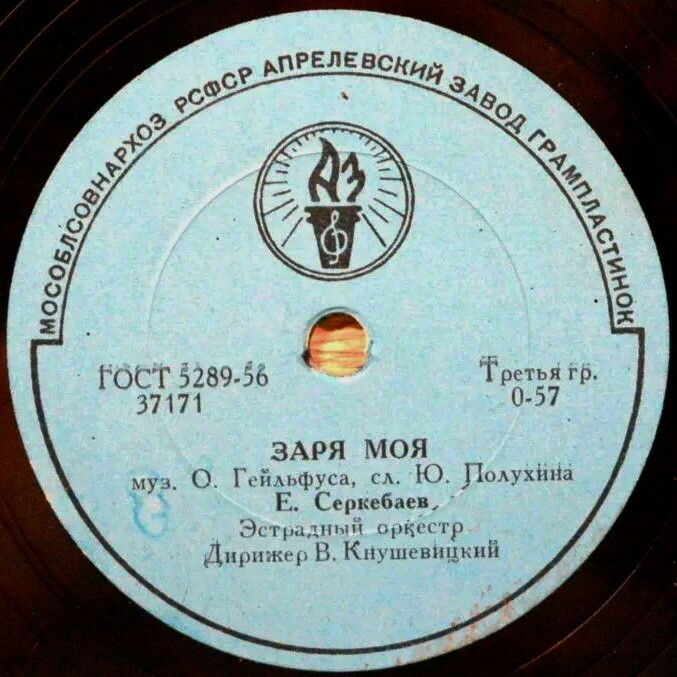 МОСОБЛСОВНАРХОЗ РСФСР АПРЕЛЕВСКИЙ ЗАВОД ГРАМПЛАСТИНОК
АЗ
ГОСТ 5289-56
37171
Третья гр.
0-57
ЗАРЯ МОЯ
муз. О. Гейльфуса, сл. Ю. Полухина
Е. Серкебаев
Эстрадный оркестр
Дирижер В. Кнушевицкий